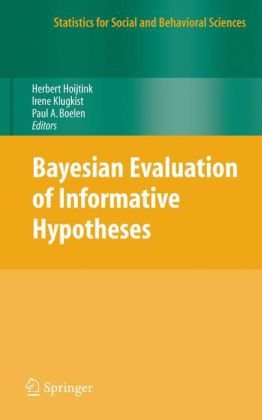 Statistics for Social and Behavioral Sciences
Herbert Hoijtink
Irene Klugkist
Paul A. Boelen
Editors
Bayesian Evaluation
of Informative
Hypotheses
Springer